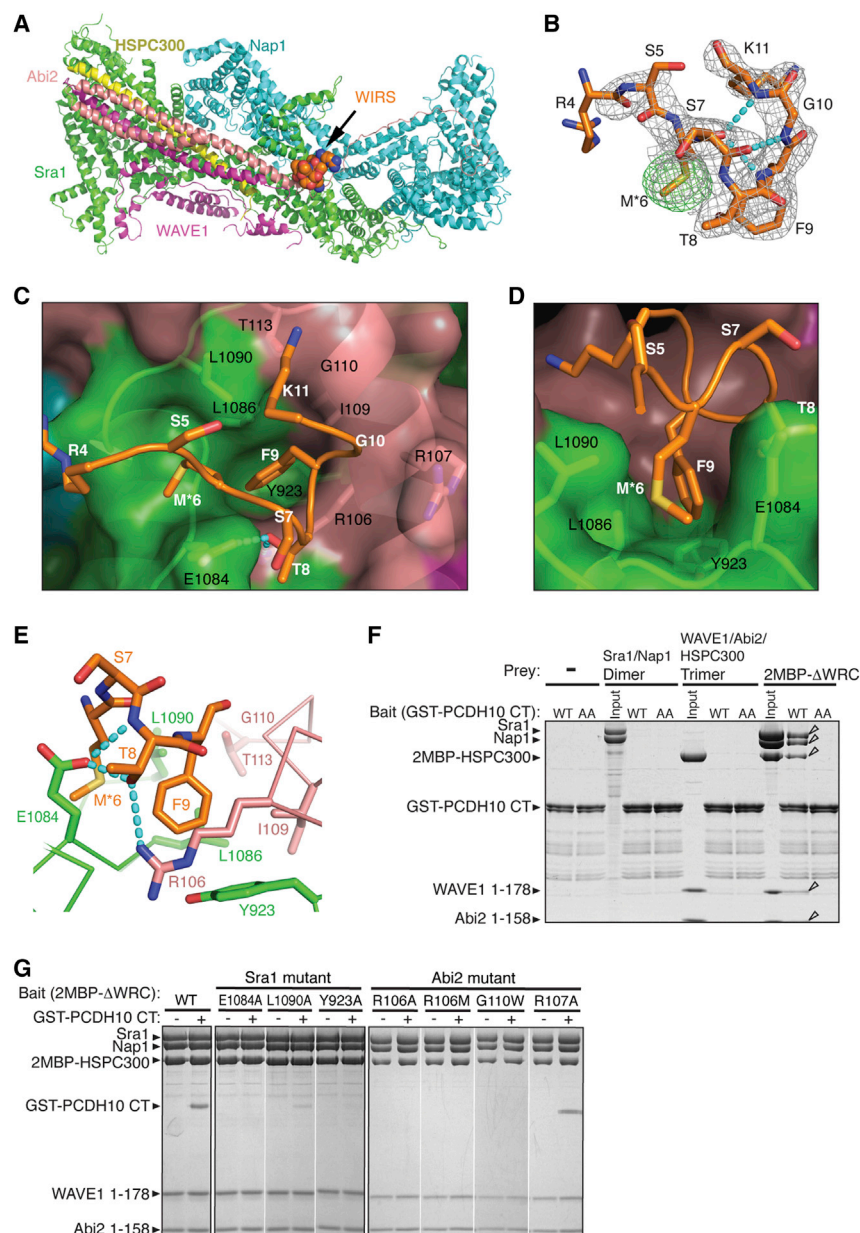 A
HSPC300
Nap1
Abi2
WIRS
Sra1
WAVE1
B
K11
S5
R4
S7
G10
M*6
T8
F9
C
T113
L1090
G110
K11
S5
L1086
I109
R4
F9
G10
R107
M*6
Y923
S7
R106
E1084
T8
D
S5
S7
T8
L1090
F9
M*6
E1084
L1086
Y923
E
S7
L1090
G110
T8
T113
M*6
F9
E1084
I109
L1086
R106
Y923
F
WAVE1/Abi2/
Sra1/Nap1 HSPC300
Prey: - Dimer Trimer 2MBP-ΔWRC
Bait (GST-PCDH10 CT): WT AA Input WT AA Input WT AA Input WT AA
Sra1
Nap1
2MBP-HSPC300
GST-PCDH10 CT
WAVE1 1-178
Abi2 1-158
G
Sra1 mutant Abi2 mutant
Bait (2MBP-ΔWRC): WT E1084A L1090A Y923A R106A R106M G110W R107A
GST-PCDH10 CT: - + - + - + - + - + - + - + - +
Sra1
Nap1
2MBP-HSPC300
GST-PCDH10 CT
WAVE1 1-178
Abi2 1-158